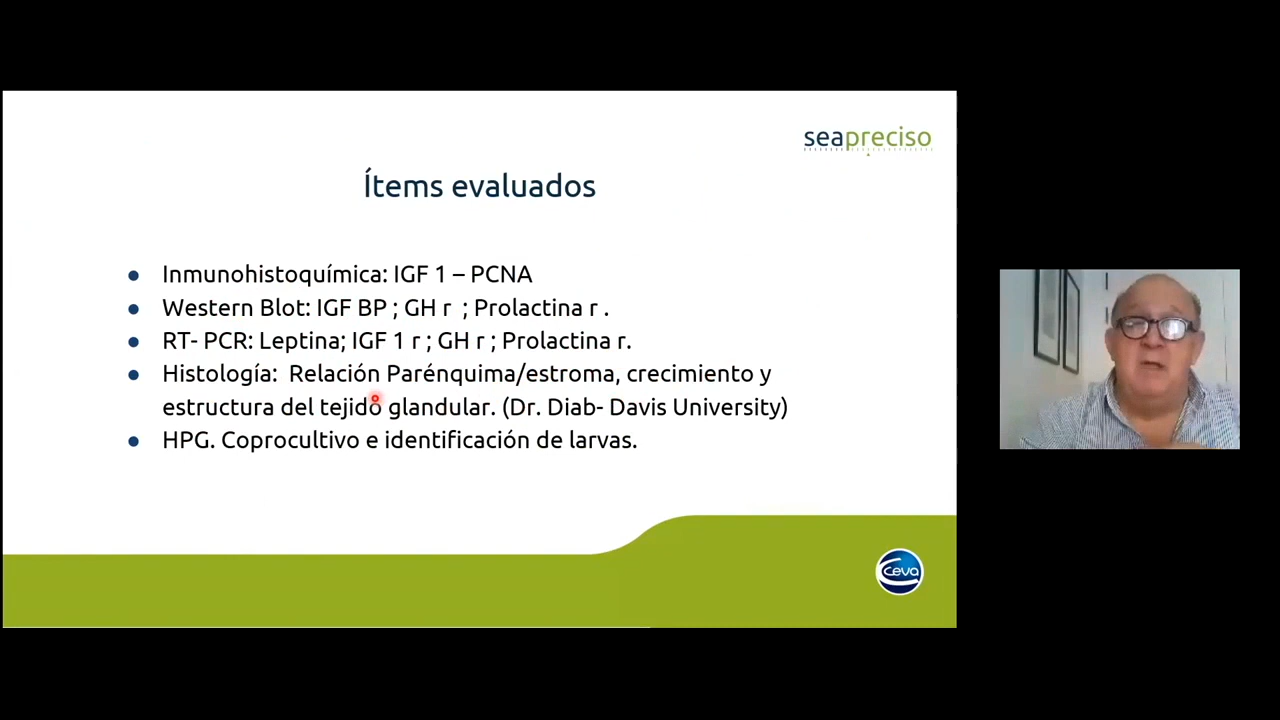 seapreciso
Ítems evaluados
● Inmunohistoquímica: IGF 1 – PCNA
● Western Blot: IGF BP ; GH r ; Prolactina r .
● RT- PCR: Leptina; IGF 1 r ; GH r ; Prolactina r.
● Histología: Relación Parénquima/estroma, crecimiento y
estructura del tejido glandular. (Dr. Diab- Davis University)
● HPG. Coprocultivo e identificación de larvas.
ceva